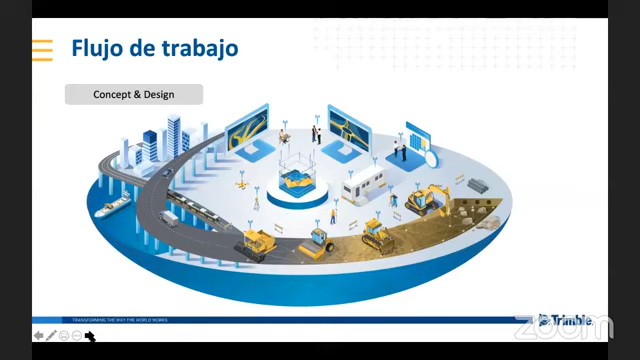 Flujo de trabajo
Concept & Design
TRANSFORMING THE WAY THE WORLD WORKS
Trimble.
zoom